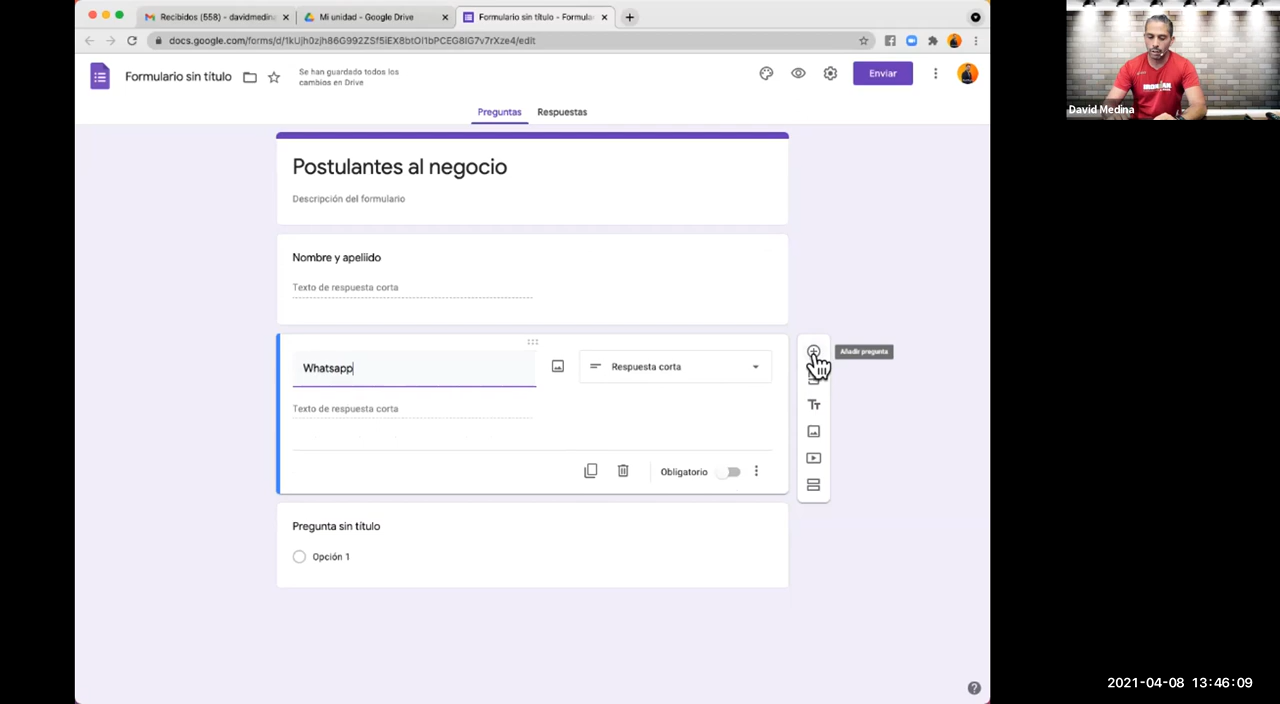 Recibidos (558) - davidmedina
Mi unidad - Google Drive
Formulario sin título - Formula
docs.google.com/forms/d/1kUjh0zjh86G992ZSf5iEX8btOl1bPCEG8IG7v7rXze4/edit
Formulario sin título
Se han guardado todos los
cambios en Drive
Enviar
Preguntas
Respuestas
David Medina
Postulantes al negocio
Descripción del formulario
Nombre y apeliido
Texto de respuesta corta
Whatsapp
Respuesta corta
Añadir pregunta
Texto de respuesta corta
Tт
Obligatorio
Pregunta sin título
Opción 1
2021-04-08 13:46:09